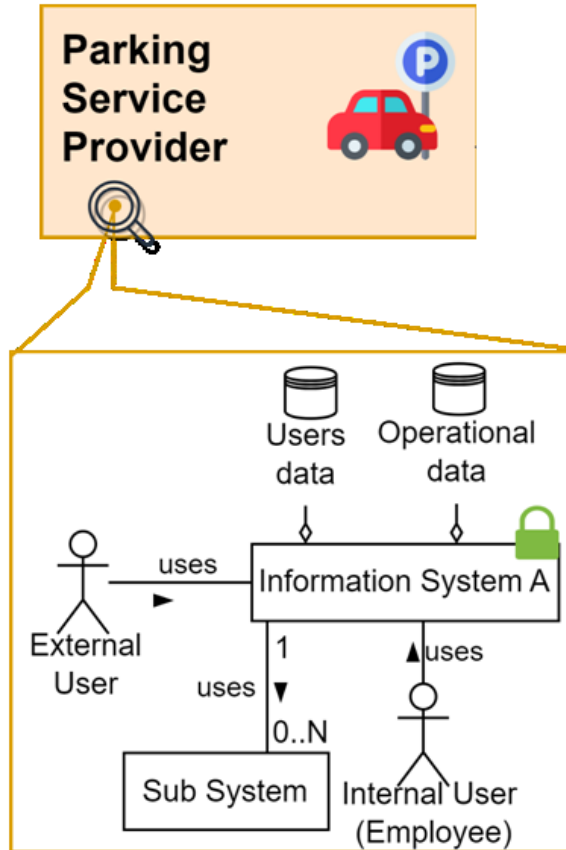 Parking
Service
Provider
P
Users
data
Operational
data
uses
Information System A
External
User
1
uses
uses
0..N
Sub System
Internal User
(Employee)